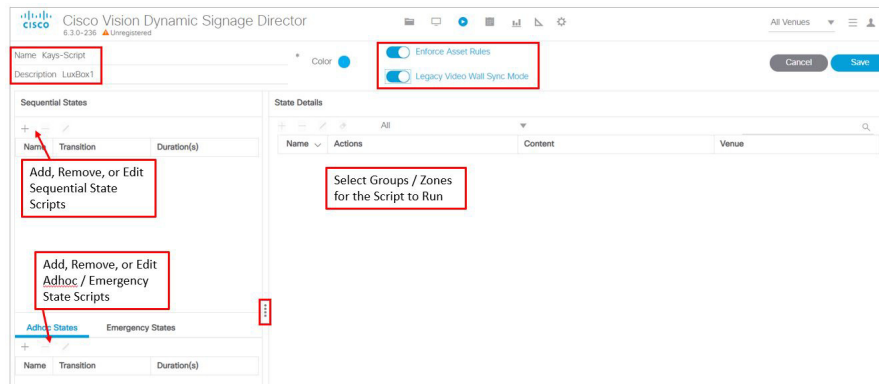 cisco Cisco Vision Dynamic Signage Director
6.3.0-236 Unregistered
All Venues
Name Kays-Script
Description LuxBox1
* Color
Enforce Asset Rules
Legacy Video Wall Sync Mode
Cancel
Save
Sequential States
State Details
+ − All
Name Transition Duration(s)
Name Actions Content Venue
Add, Remove, or Edit
Sequential State
Scripts
Select Groups / Zones
for the Script to Run
Add, Remove, or Edit
Adhoc / Emergency
State Scripts
Adhoc States Emergency States
Name Transition Duration(s)